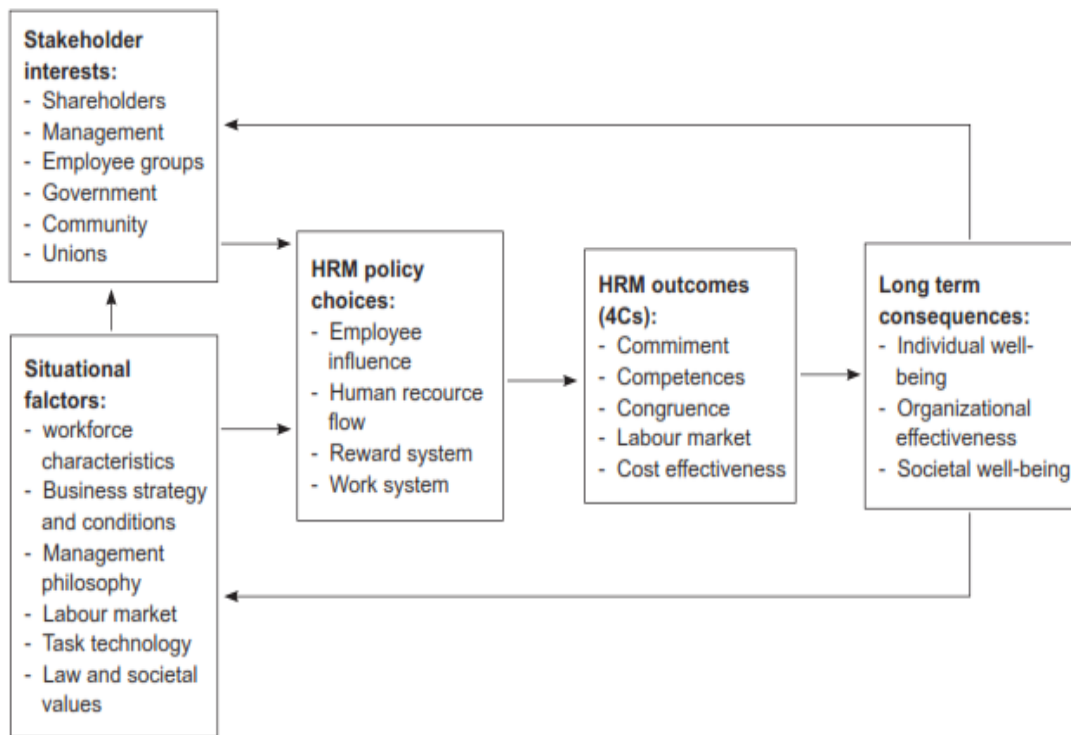 Stakeholder
interests:
- Shareholders
- Management
- Employee groups
- Government
- Community
- Unions
Situational
falctors:
- workforce
characteristics
- Business strategy
and conditions
- Management
philosophy
- Labour market
- Task technology
- Law and societal
values
HRM policy
choices:
- Employee
influence
- Human recource
flow
- Reward system
- Work system
HRM outcomes
(4Cs):
- Commiment
- Competences
- Congruence
- Labour market
- Cost effectiveness
Long term
consequences:
- Individual well-
being
- Organizational
effectiveness
- Societal well-being